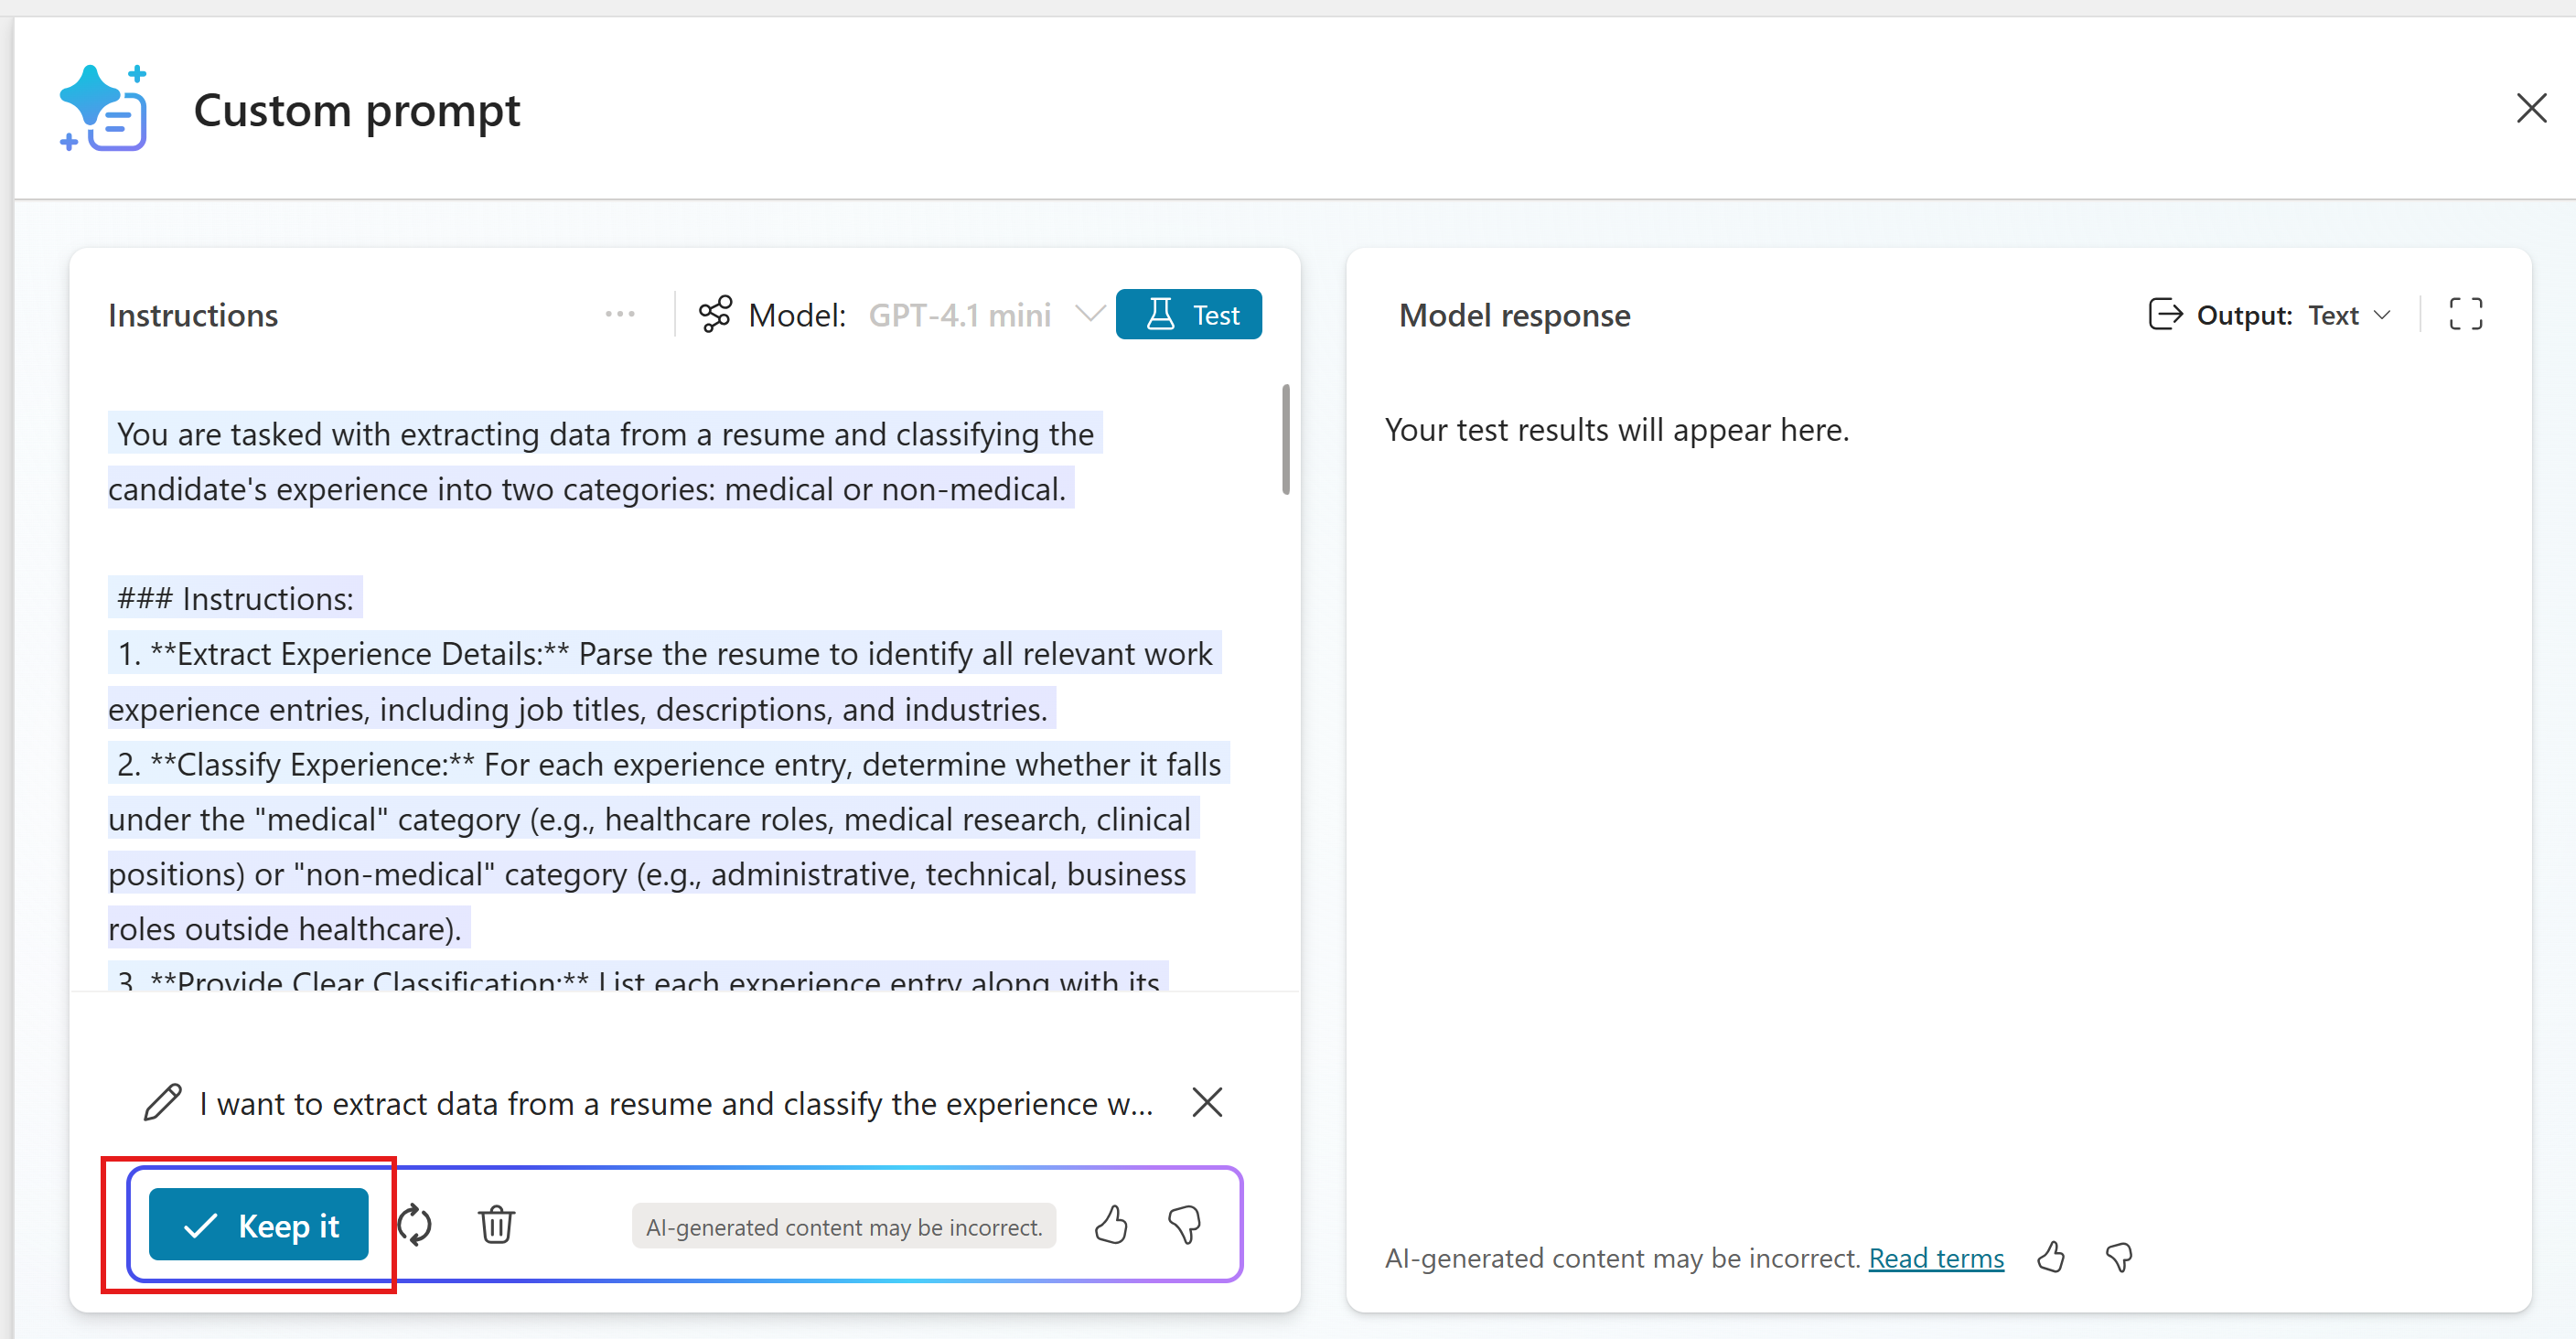 Custom prompt
Instructions
Model: GPT-4.1 mini
Test
You are tasked with extracting data from a resume and classifying the
candidate's experience into two categories: medical or non-medical.
### Instructions:
1. **Extract Experience Details:** Parse the resume to identify all relevant work
experience entries, including job titles, descriptions, and industries.
2. **Classify Experience:** For each experience entry, determine whether it falls
under the "medical" category (e.g., healthcare roles, medical research, clinical
positions) or "non-medical" category (e.g., administrative, technical, business
roles outside healthcare).
3. **Provide Clear Classification:** List each experience entry along with its
I want to extract data from a resume and classify the experience w...
Keep it
AI-generated content may be incorrect.
Model response
Output: Text
Your test results will appear here.
AI-generated content may be incorrect. Read terms